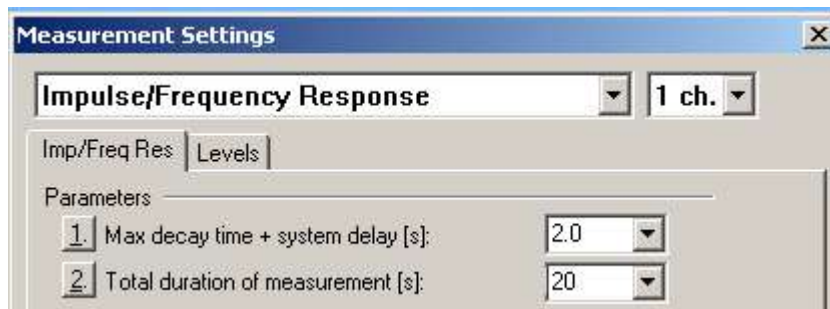 Measurement Settings
Impulse/Frequency Response 1 ch.
Imp/Freq Res Levels
Parameters
1. Max decay time + system delay [s]: 2.0
2. Total duration of measurement [s]: 20